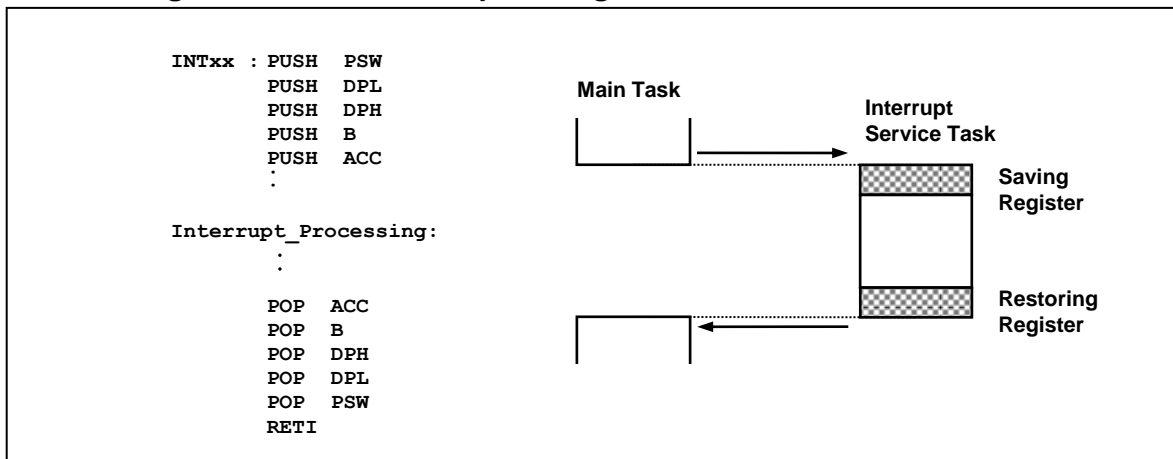 INTxx : PUSH PSW
PUSH DPL
PUSH DPH
PUSH B
PUSH ACC
.
Interrupt_Processing:
.
.
POP ACC
POP B
POP DPH
POP DPL
POP PSW
RETI
Main Task
Interrupt
Service Task
Saving
Register
Restoring
Register